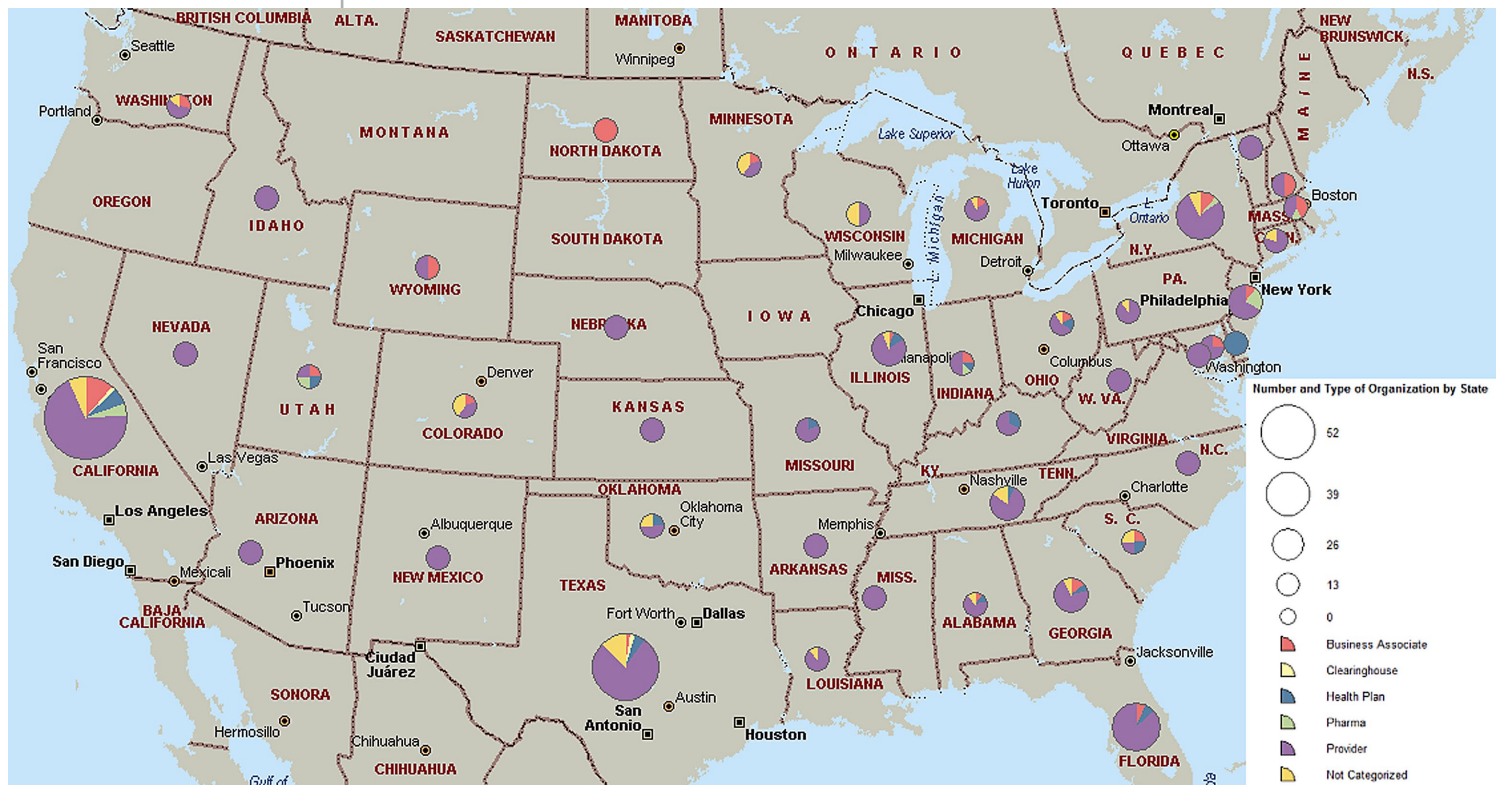 BRITISH COLUMBIA
ALTA.
SASKATCHEWAN
MANITOBA
Winnipeg
ONTARIO
QUEBEC
NEW
BRUNSWICK
N.S.
MAINE
Seattle
WASHINGTON
Portland
MONTANA
NORTH DAKOTA
MINNESOTA
Lake Superior
Montreal
Ottawa
Lake
Huron
Toronto
L.
Ontario
Boston
MASS.
OREGON
IDAHO
SOUTH DAKOTA
WISCONSIN
Milwaukee
L. Michigan
MICHIGAN
Detroit
N.Y.
WYOMING
NEBR
KA
IOWA
Chicago
PA.
Philadelphia
New York
NEVADA
San
Francisco
UTAH
Denver
COLORADO
KANSAS
MISSOURI
ILLINOIS
ianapoli
INDIANA
OHIO
Columbus
W. VA.
Washington
VIRGINIA
CALIFORNIA
Las Vegas
Los Angeles
San Diego
Mexicali
BAJA
CALIFORNIA
ARIZONA
Phoenix
Tucson
Albuquerque
NEW MEXICO
OKLAHOMA
Oklahoma
City
KY.
TENN.
Nashville
Memphis
N.C.
Charlotte
S. C.
ARKANSAS
MISS.
ALABAMA
GEORGIA
TEXAS
Fort Worth
Dallas
Ciudad
Juárez
LOUISIANA
Jacksonville
SONORA
Hermosillo
Chihuahua
CHIHUAHUA
Austin
San
Antonio
Houston
FLORIDA
Gulf of
da
Number and Type of Organization by State
52
39
26
13
0
Business Associate
Clearinghouse
Health Plan
Pharma
Provider
Not Categorized